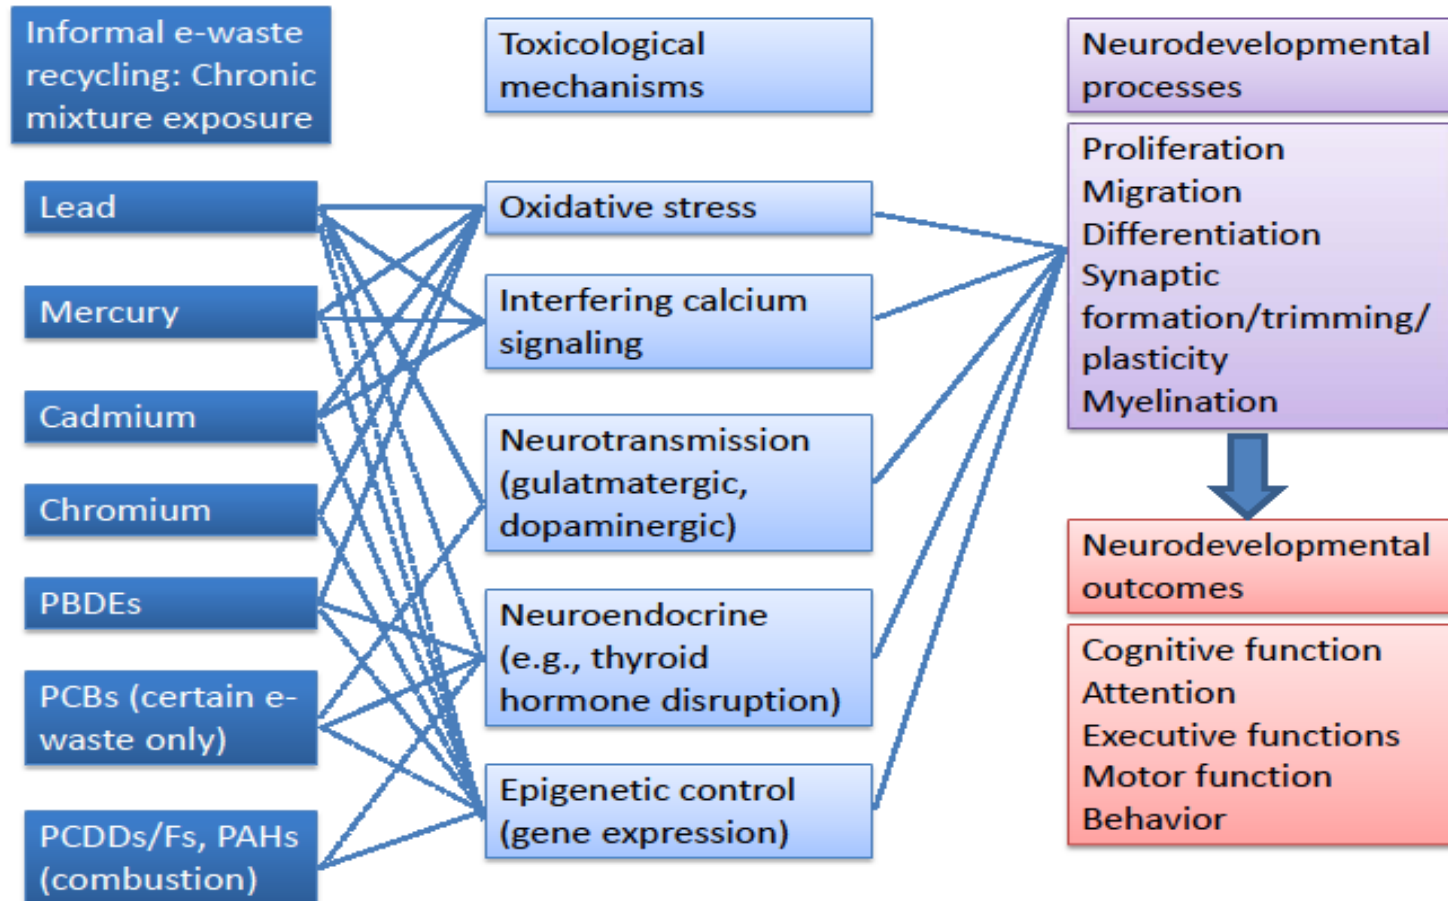 Informal e-waste
recycling: Chronic
mixture exposure
Lead
Mercury
Cadmium
Chromium
PBDEs
PCBs (certain e-
waste only)
PCDDs/Fs, PAHs
(combustion)
Toxicological
mechanisms
Oxidative stress
Interfering calcium
signaling
Neurotransmission
(gulatmatergic,
dopaminergic)
Neuroendocrine
(e.g., thyroid
hormone disruption)
Epigenetic control
(gene expression)
Neurodevelopmental
processes
Proliferation
Migration
Differentiation
Synaptic
formation/trimming/
plasticity
Myelination
Neurodevelopmental
outcomes
Cognitive function
Attention
Executive functions
Motor function
Behavior